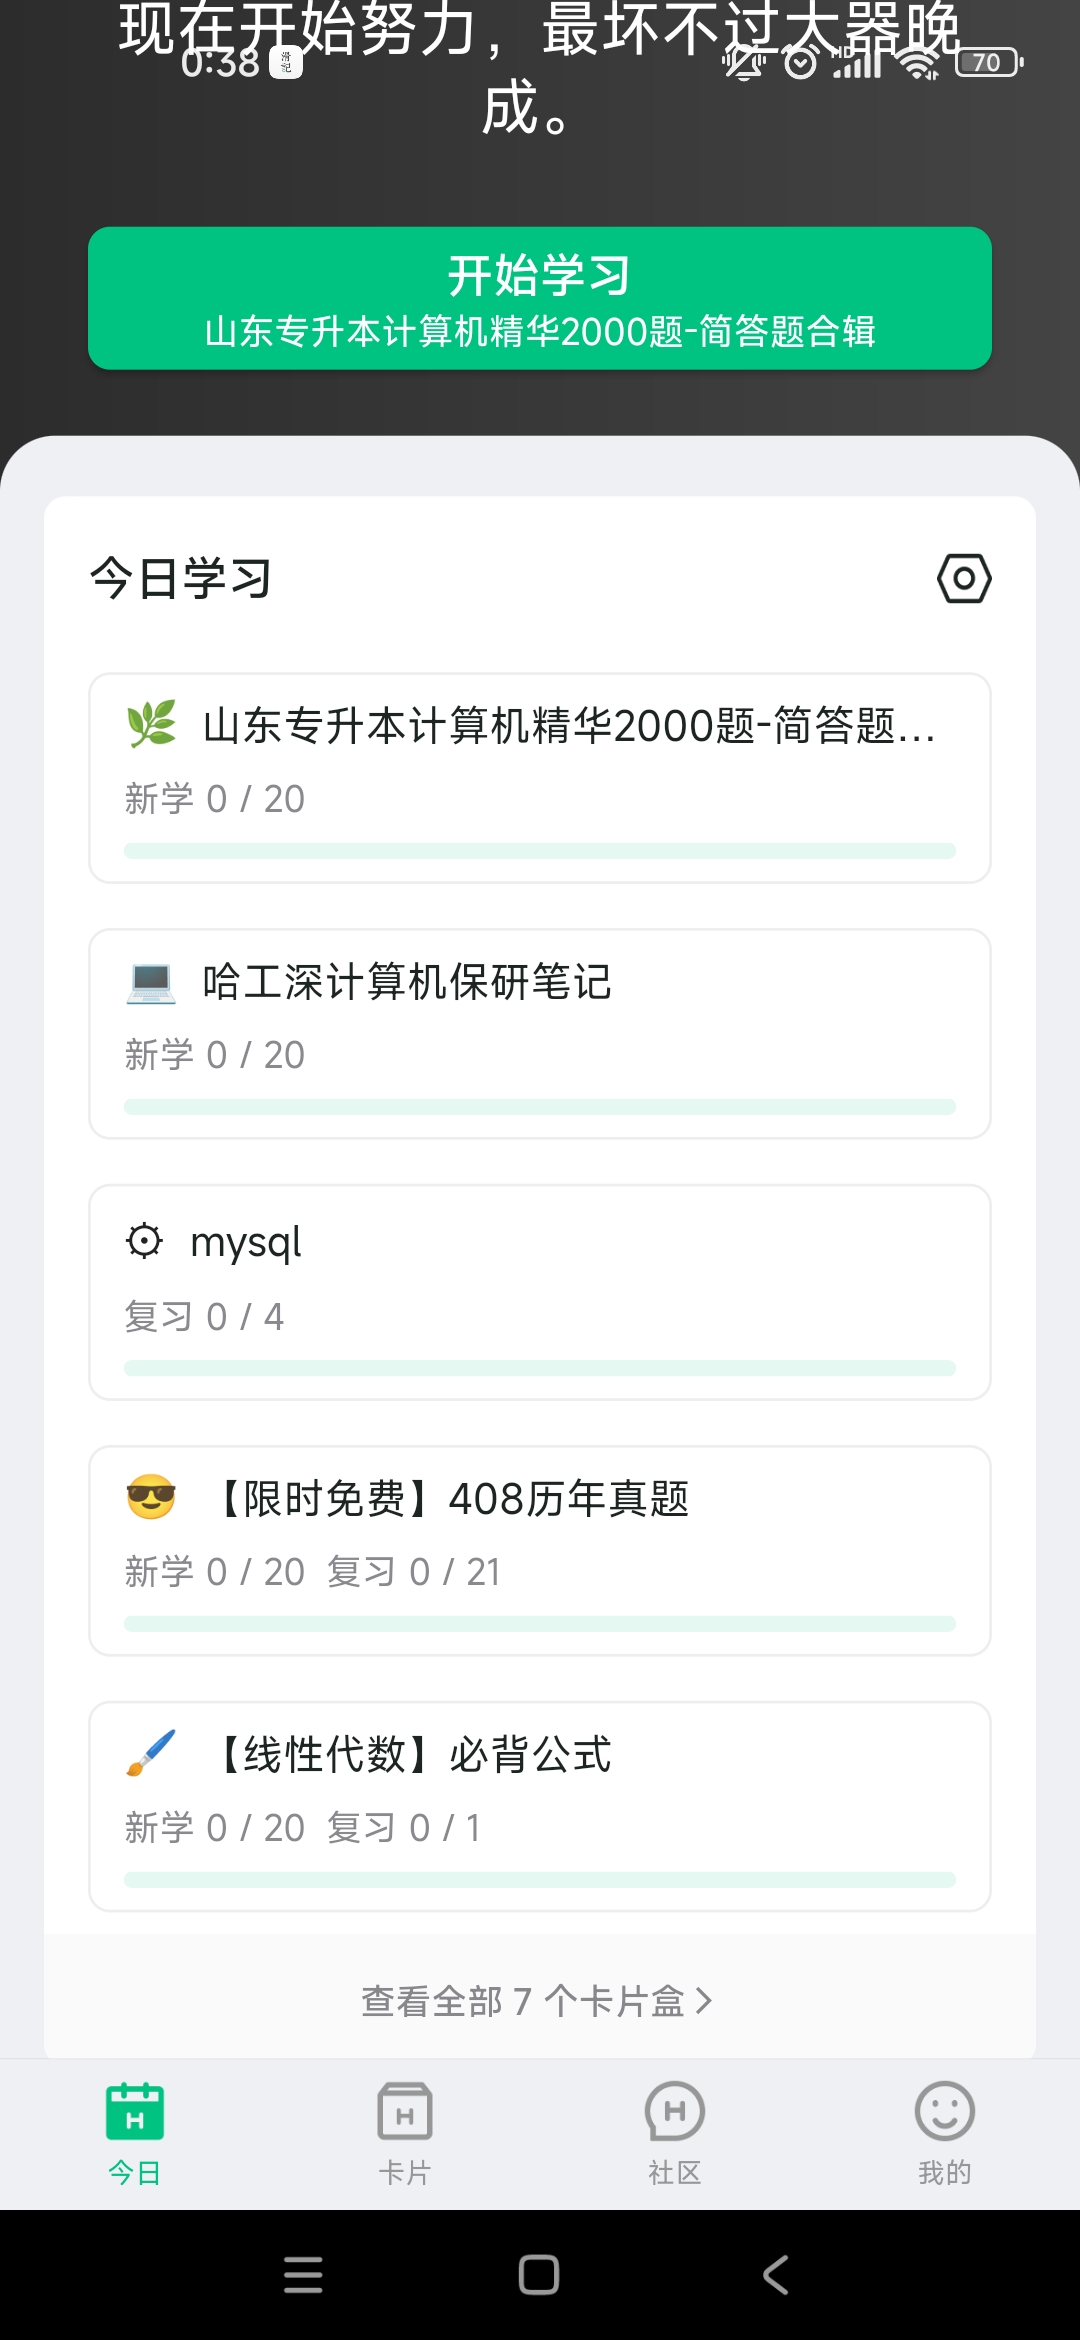 现在开始努力，最坏不过大器晚
成。
0:38
滑记
HD
70
开始学习
山东专升本计算机精华2000题-简答题合辑
今日学习
山东专升本计算机精华2000题-简答题...
新学 0 / 20
哈工深计算机保研笔记
新学 0 / 20
mysql
复习 0 / 4
【限时免费】408历年真题
新学 0 / 20 复习 0 / 21
【线性代数】必背公式
新学 0 / 20 复习 0 / 1
查看全部 7 个卡片盒
今日
卡片
社区
我的